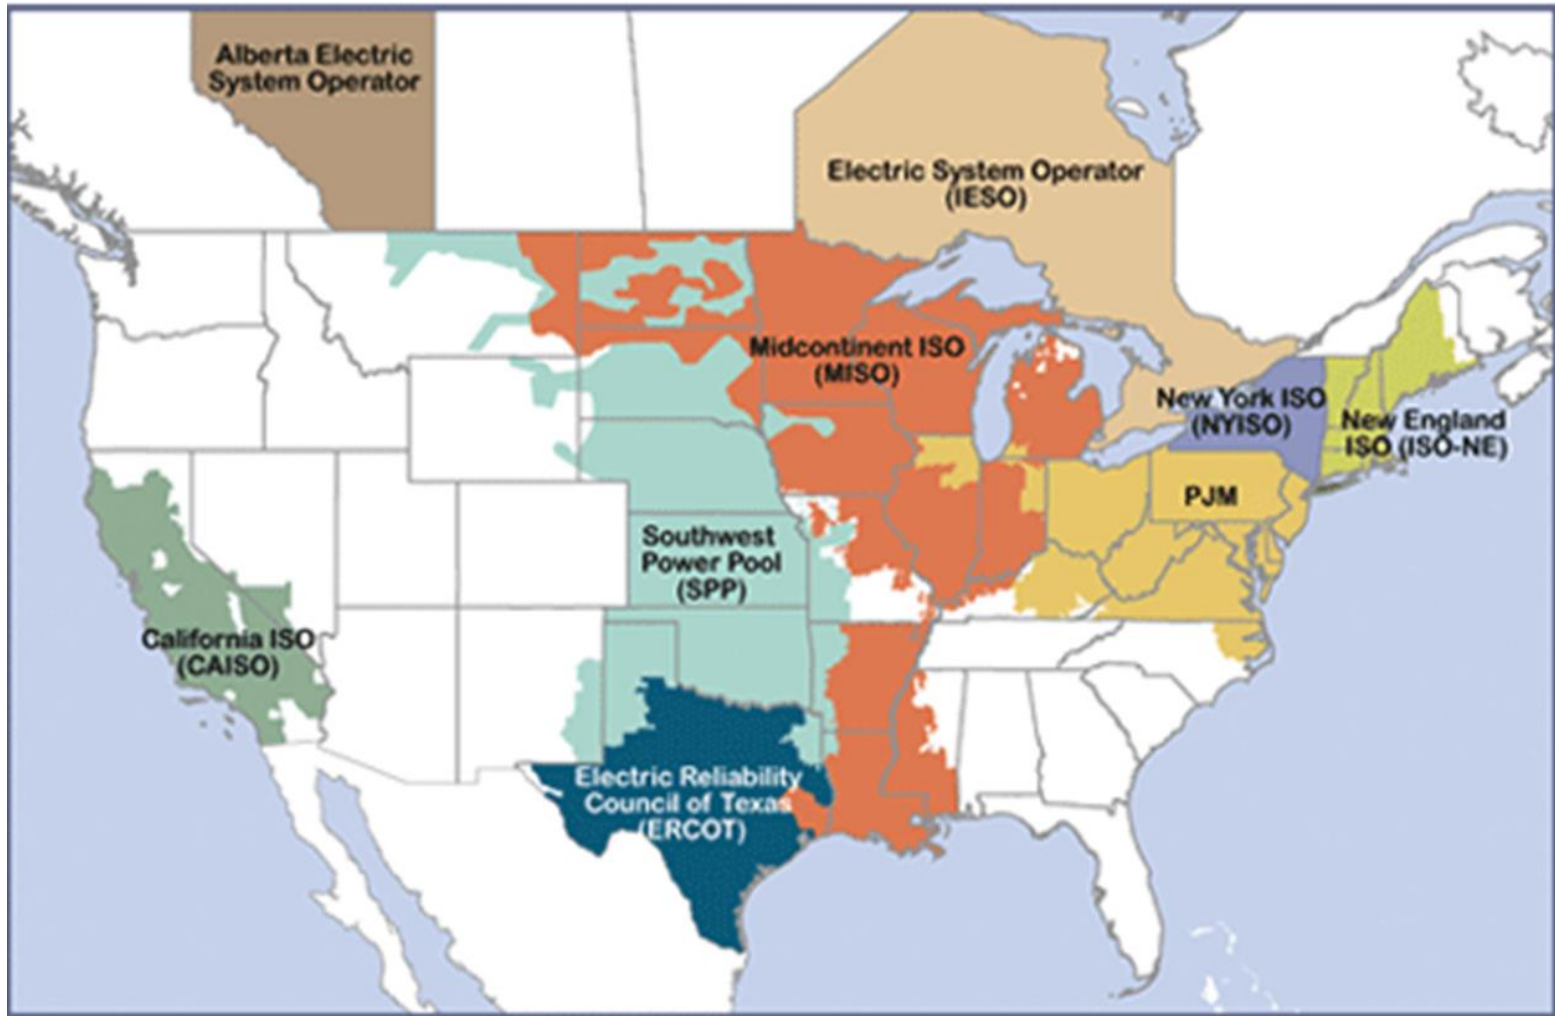 Alberta Electric
System Operator
Electric System Operator
(IESO)
Midcontinent ISO
(MISO)
New York ISO
(NYISO)
New England
ISO (ISO-NE)
PJM
Southwest
Power Pool
(SPP)
California ISO
(CAISO)
Electric Reliability
Council of Texas
(ERCOT)